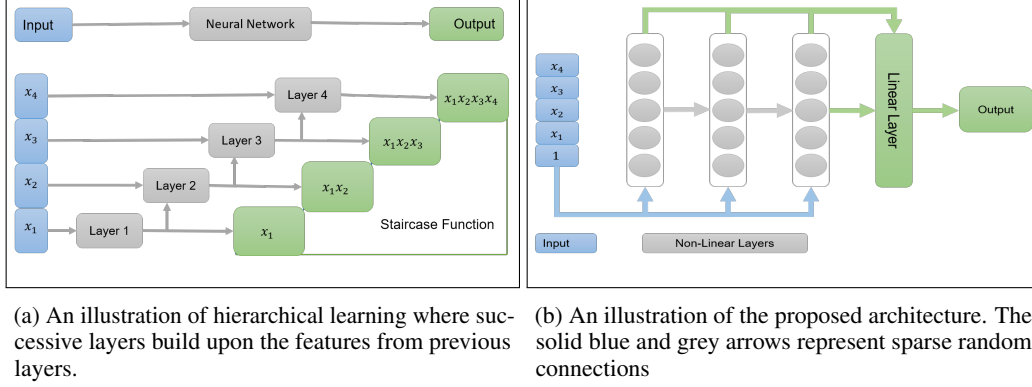 Input
Neural Network
Output
x₄
Layer 4
x₁x₂x₃x₄
x₃
Layer 3
x₁x₂x₃
x₂
Layer 2
x₁x₂
x₁
Layer 1
x₁
Staircase Function
x₄
x₃
x₂
x₁
1
Linear Layer
Output
Input
Non-Linear Layers
(a) An illustration of hierarchical learning where suc-
cessive layers build upon the features from previous
layers.
(b) An illustration of the proposed architecture. The
solid blue and grey arrows represent sparse random
connections